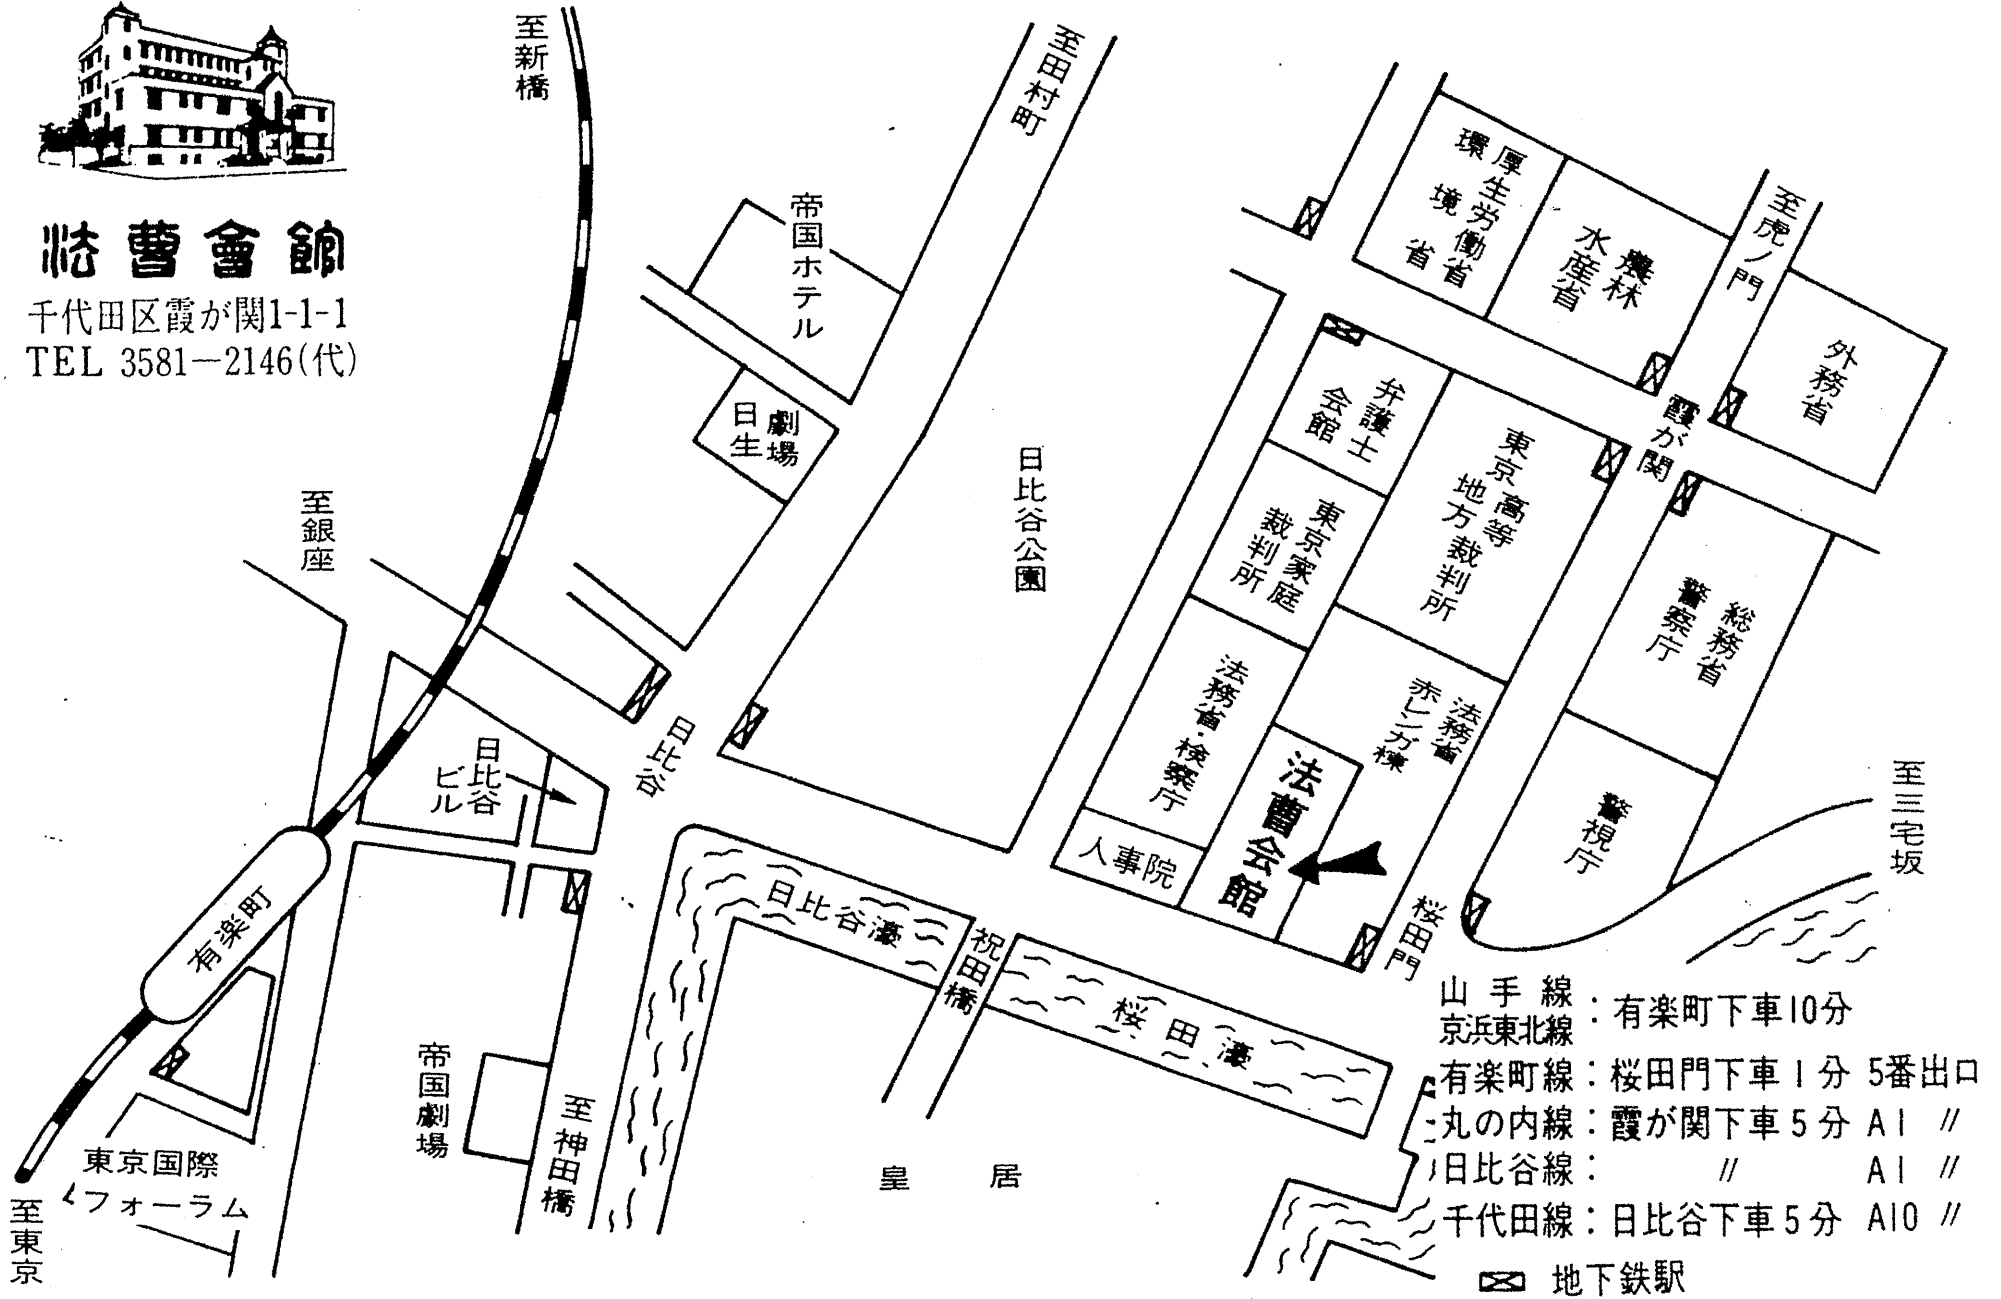 法曹會館
千代田区霞が関1-1-1
TEL 3581-2146(代)
至新橋
至田村町
帝国ホテル
日生
劇場
至銀座
日比谷公園
日比谷
日比谷
ビル
有楽町
日比谷濠
祝田橋
桜田濠
帝国劇場
至神田橋
皇居
東京国際
フォーラム
至東京
厚生労働省
環境省
農林
水産省
至虎ノ門
外務省
霞が関
弁護士
会館
東京高等
地方裁判所
東京家庭
裁判所
総務省
警察庁
法務省・検察庁
法務省
赤レンガ棟
法曹会館
人事院
警視庁
桜田門
至三宅坂
山手線
京浜東北線
:有楽町下車10分
有楽町線:桜田門下車1分 5番出口
丸の内線:霞が関下車5分 A1 〃
日比谷線: 〃 A1 〃
千代田線:日比谷下車5分 A10 〃
地下鉄駅